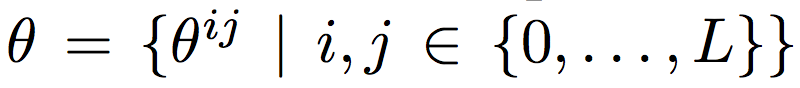 θ = {θ^{ij} | i, j ∈ {0, . . . , L}}